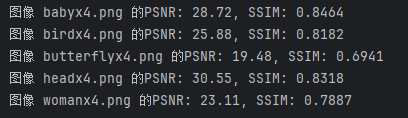 图像 babyx4.png 的PSNR: 28.72, SSIM: 0.8464
图像 birdx4.png 的PSNR: 25.88, SSIM: 0.8182
图像 butterflyx4.png 的PSNR: 19.48, SSIM: 0.6941
图像 headx4.png 的PSNR: 30.55, SSIM: 0.8318
图像 womanx4.png 的PSNR: 23.11, SSIM: 0.7887